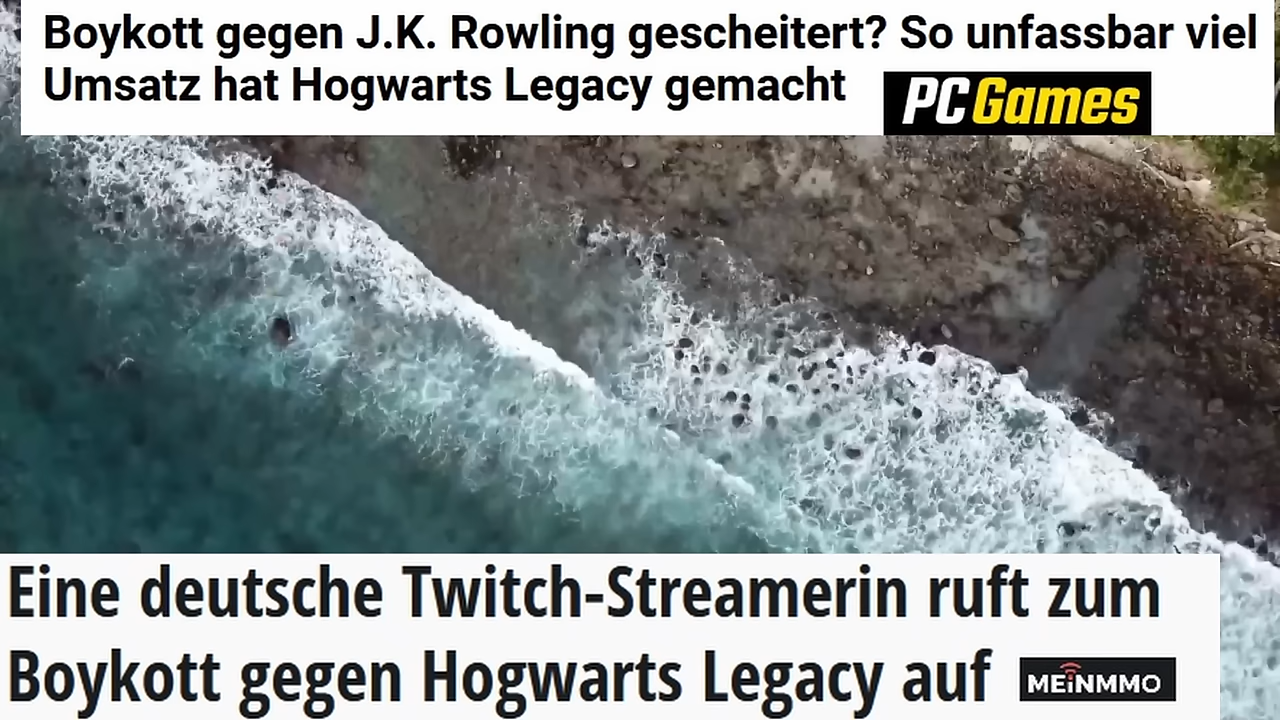 Boykott gegen J.K. Rowling gescheitert? So unfassbar viel
Umsatz hat Hogwarts Legacy gemacht
PC Games
Eine deutsche Twitch-Streamerin ruft zum
Boykott gegen Hogwarts Legacy auf
MEiNMMO